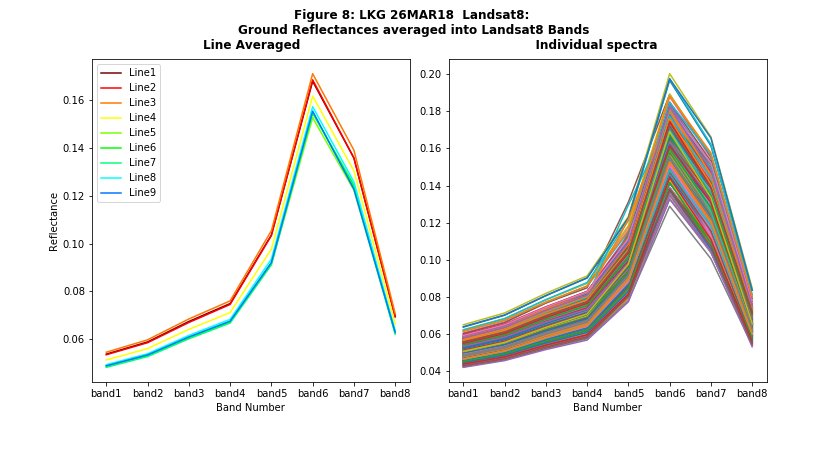 Figure 8: LKG 26MAR18 Landsat8:
Ground Reflectances averaged into Landsat8 Bands
Line Averaged
Individual spectra
Reflectance
0.16
0.14
0.12
0.10
0.08
0.06
Line1
Line2
Line3
Line4
Line5
Line6
Line7
Line8
Line9
band1 band2 band3 band4 band5 band6 band7 band8
Band Number
0.20
0.18
0.16
0.14
0.12
0.10
0.08
0.06
0.04
band1 band2 band3 band4 band5 band6 band7 band8
Band Number